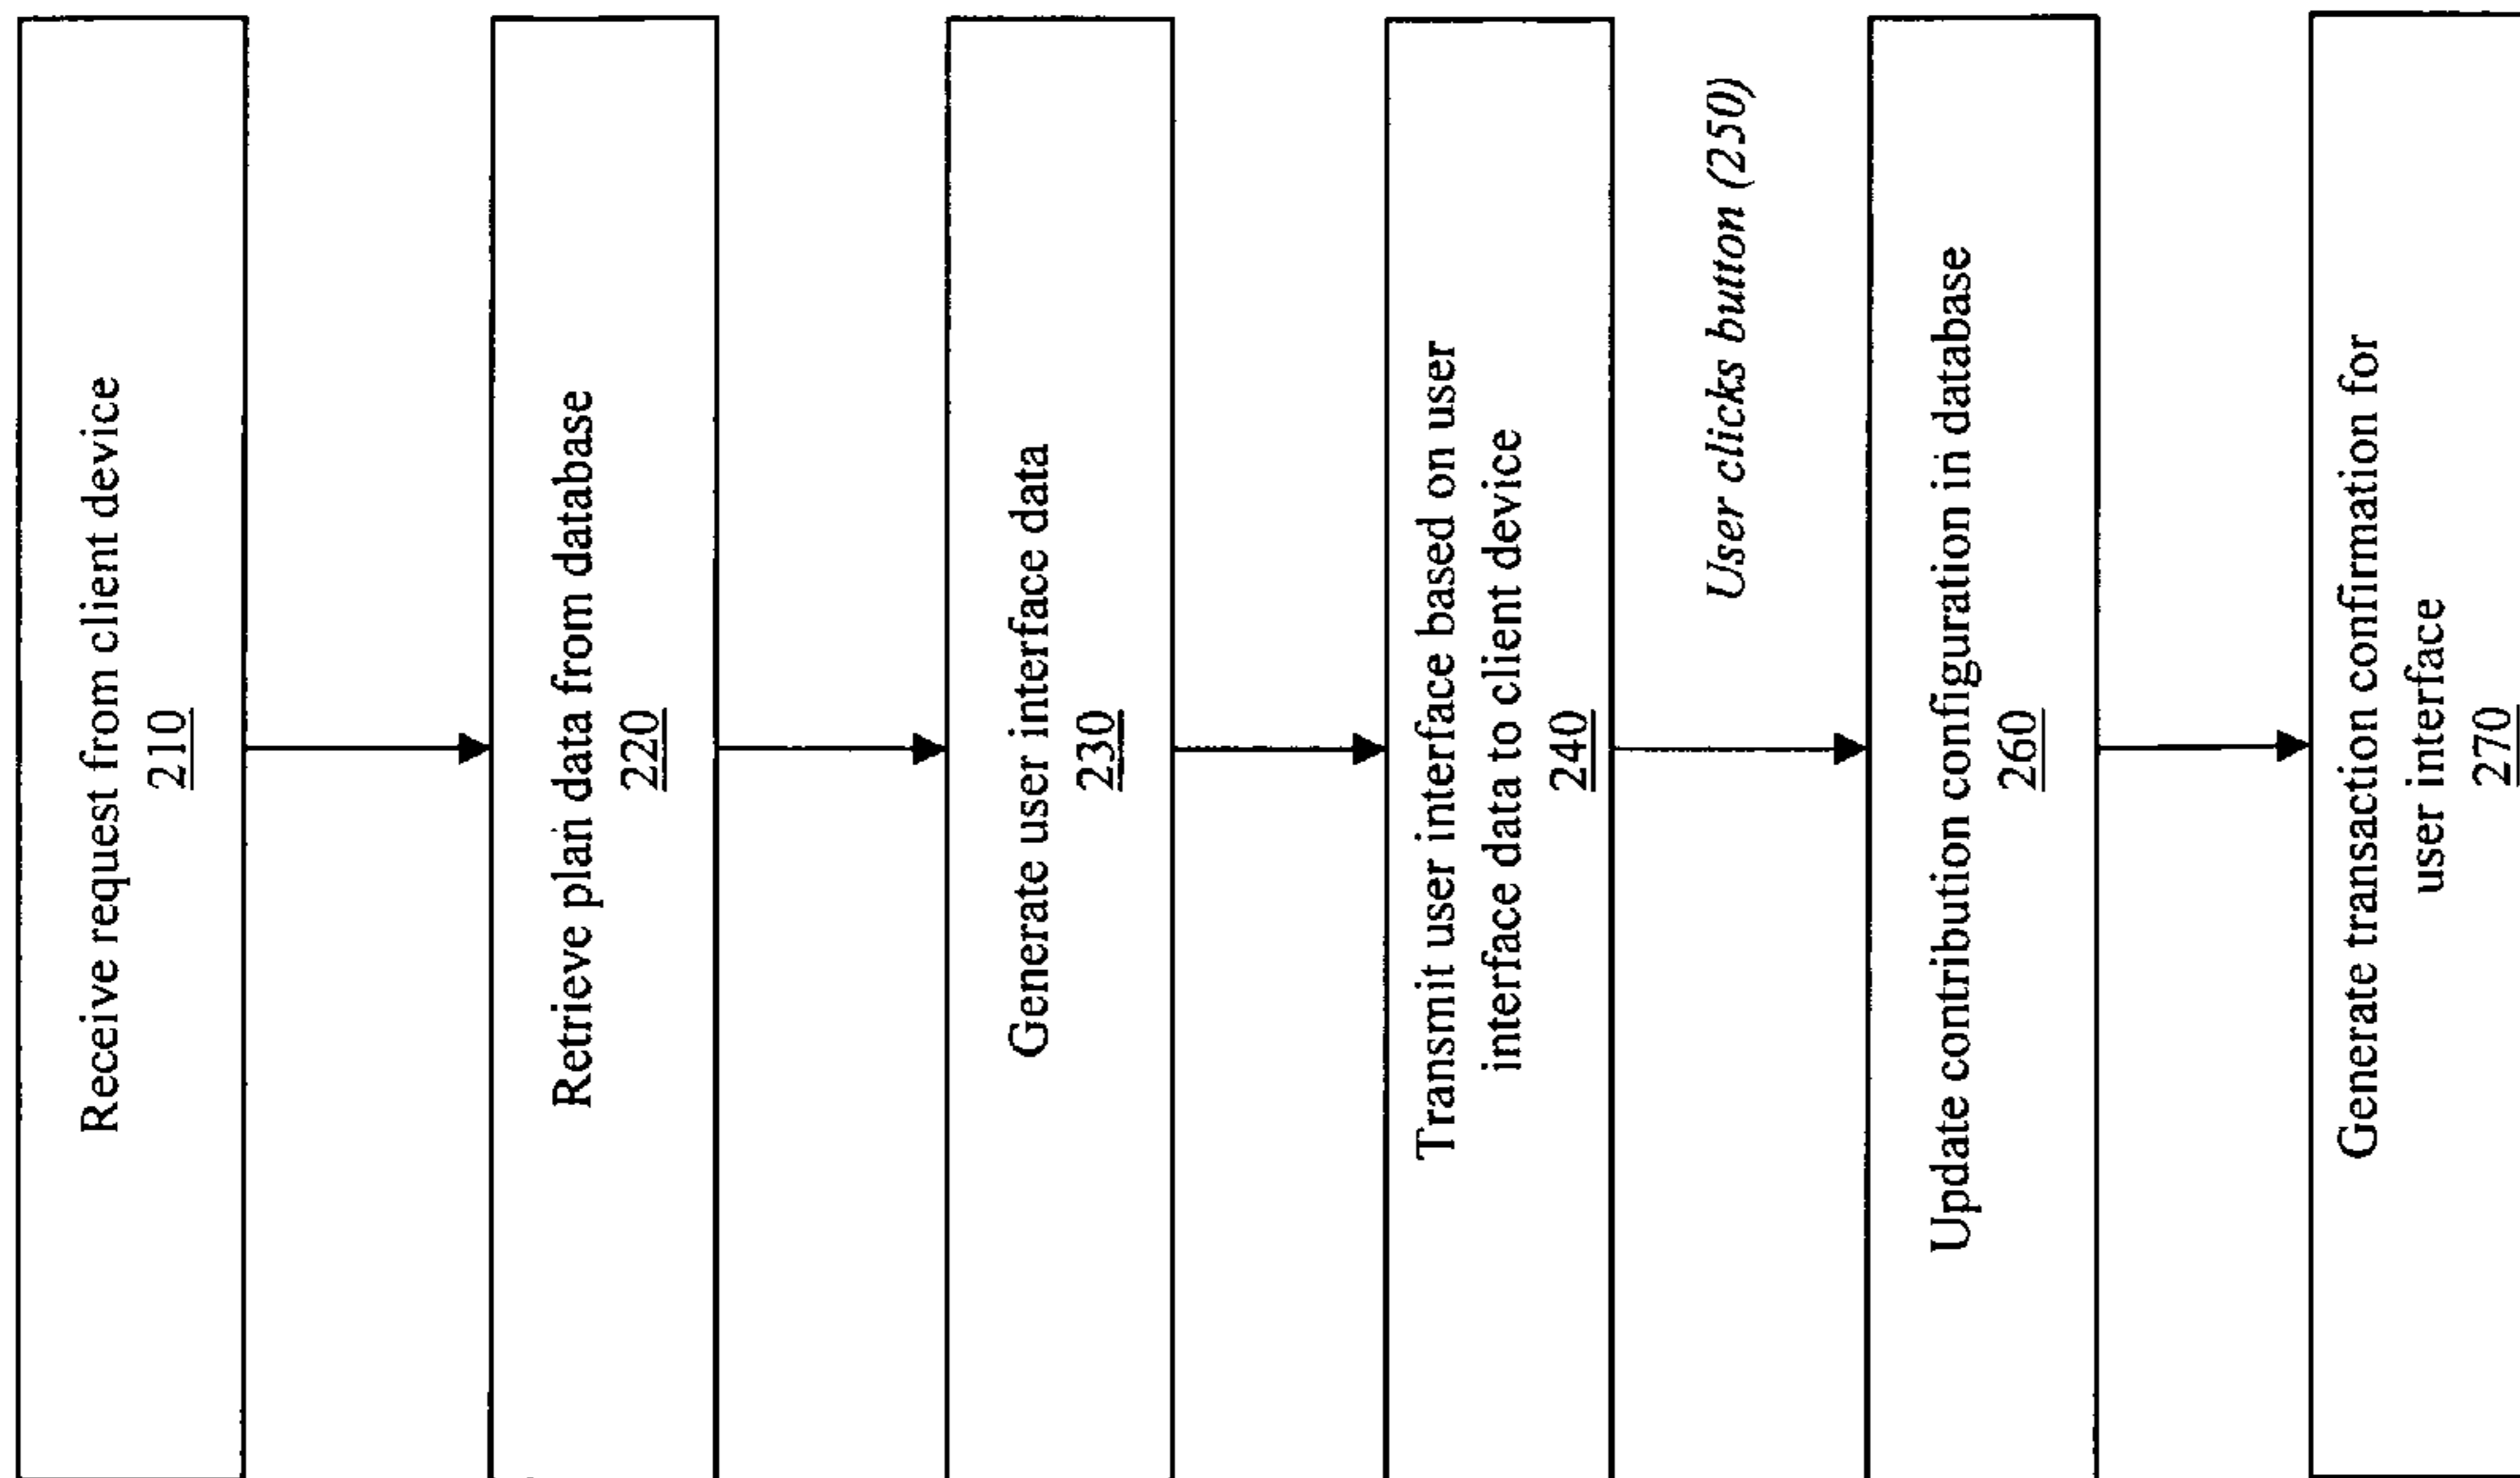 Receive request from client device
210
Retrieve plan data from database
220
Generate user interface data
230
Transmit user interface based on user
interface data to client device
240
User clicks button (250)
Update contribution configuration in database
260
Generate transaction confirmation for
user interface
270